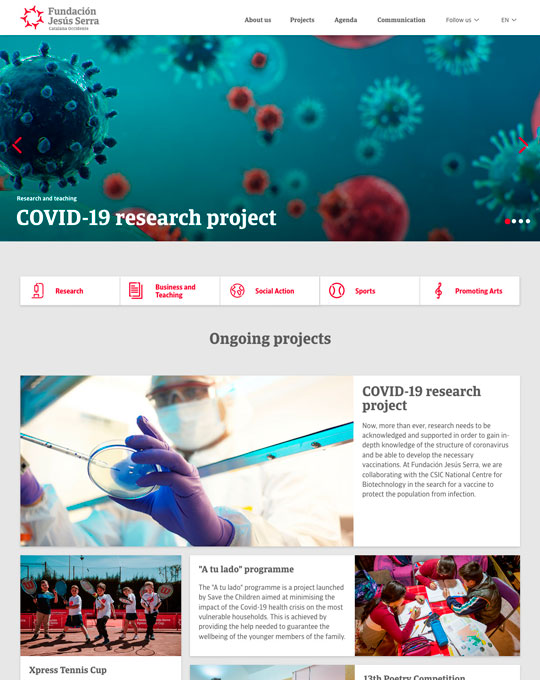 Fundación
Jesús Serra
Catalana Occidente
About us
Projects
Agenda
Communication
Follow us
EN
Research and teaching
COVID-19 research project
Research
Business and
Teaching
Social Action
Sports
Promoting Arts
Ongoing projects
COVID-19 research
project
Now, more than ever, research needs to be
acknowledged and supported in order to gain in-
depth knowledge of the structure of coronavirus
and be able to develop the necessary
vaccinations. At Fundación Jesús Serra, we are
collaborating with the CSIC National Centre for
Biotechnology in the search for a vaccine to
protect the population from infection.
"A tu lado" programme
The "A tu lado" programme is a project launched
by Save the Children aimed at minimising the
impact of the Covid-19 health crisis on the most
vulnerable households. This is achieved by
providing the help needed to guarantee the
wellbeing of the younger members of the family.
Xpress Tennis Cup
13th Poetry Competition